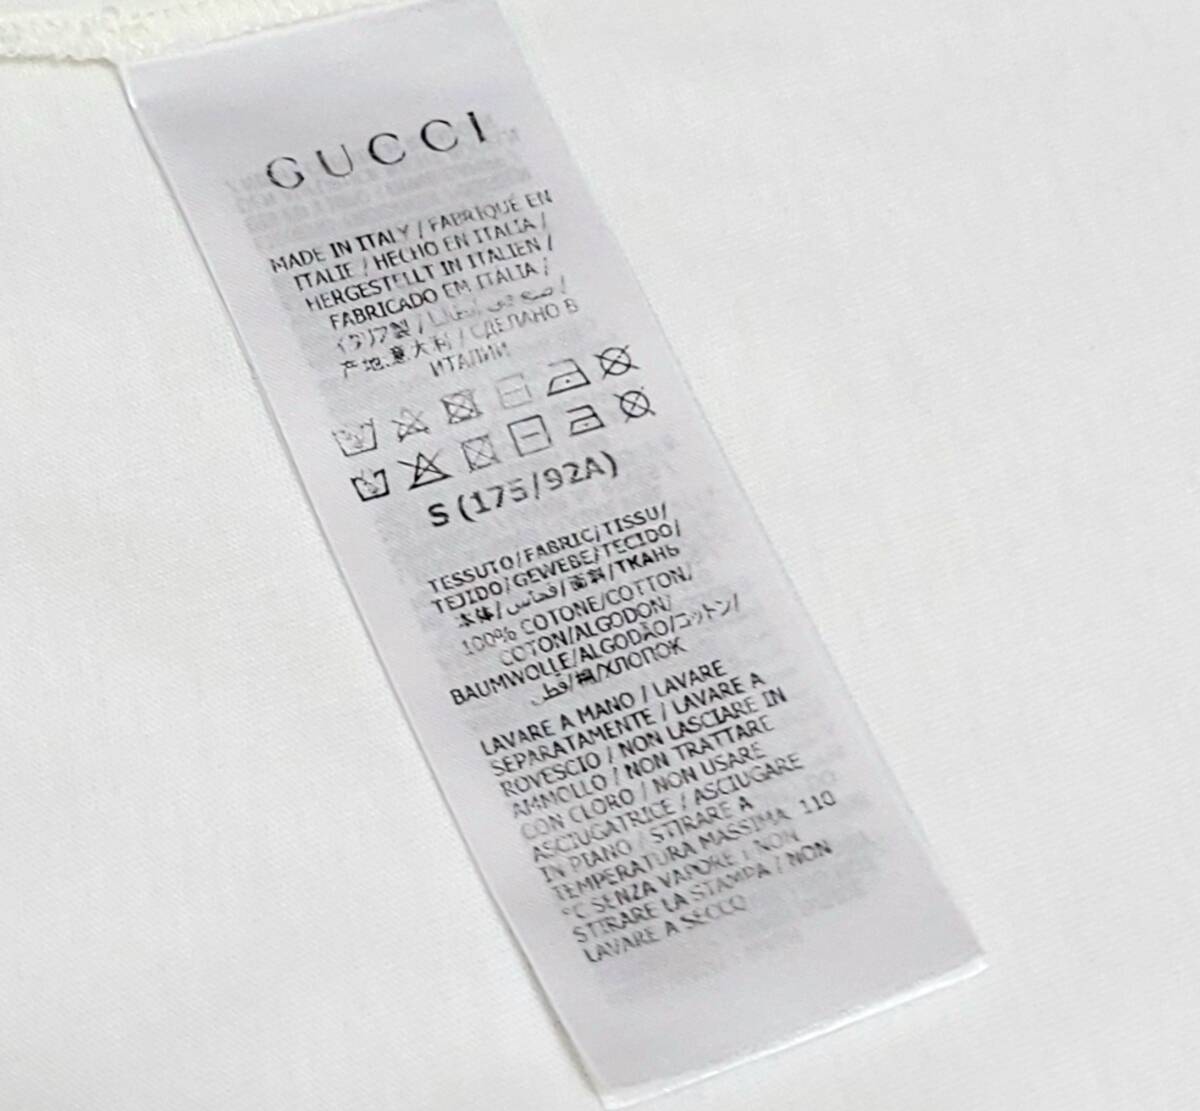 GUCCI
MADE IN ITALY / FABRIQUÉ EN
ITALIE / HECHO EN ITALIA /
HERGESTELLT IN ITALIEN /
FABRICADO EM ITALIA /
イタリア製 / صنع في إيطاليا /
产地.意大利 / СДЕЛАНО В
ИТАЛИИ
S (175/92A)
TESSUTO/FABRIC/TISSU/
TEJIDO/GEWEBE/TECIDO/
本体/قماش/面料/ТКАНЬ
100% COTONE/COTTON/
COTON/ALGODON/
BAUMWOLLE/ALGODÃO/コットン/
قطن/棉/ХЛОПОК
LAVARE A MANO / LAVARE
SEPARATAMENTE / LAVARE A
ROVESCIO / NON LASCIARE IN
AMMOLLO / NON TRATTARE
CON CLORO / NON USARE
ASCIUGATRICE / ASCIUGARE
IN PIANO / STIRARE A
TEMPERATURA MASSIMA 110
°C SENZA VAPORE / NON
STIRARE LA STAMPA / NON
LAVARE A SECCO